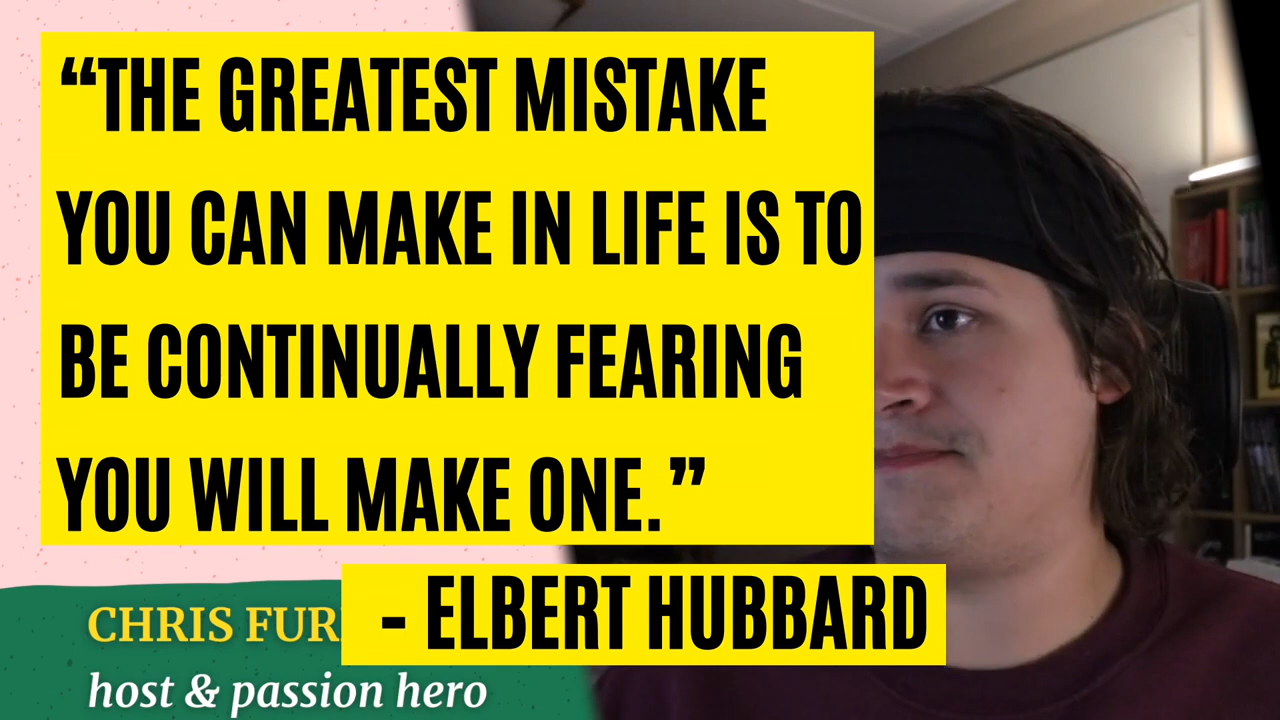 “THE GREATEST MISTAKE
YOU CAN MAKE IN LIFE IS TO
BE CONTINUALLY FEARING
YOU WILL MAKE ONE.”
- ELBERT HUBBARD
CHRIS
host & passion hero